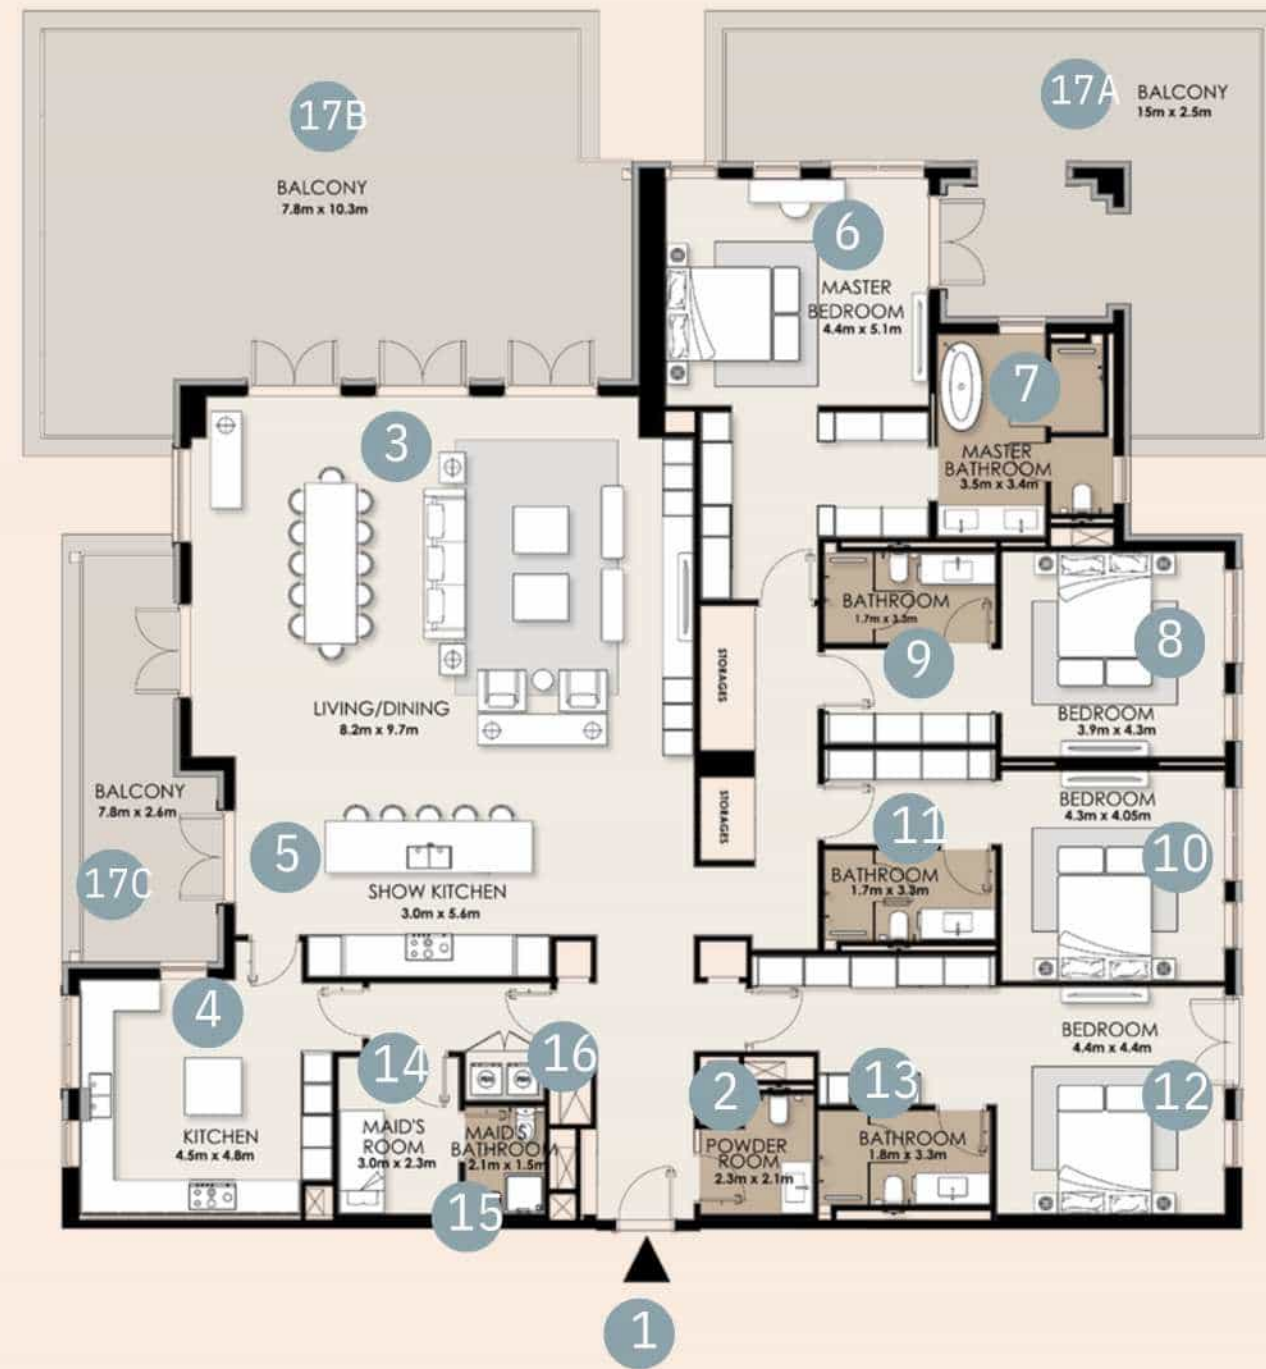 17B
BALCONY
7.8m x 10.3m
17A
BALCONY
15m x 2.5m
6
MASTER
BEDROOM
4.4m x 5.1m
7
MASTER
BATHROOM
3.5m x 3.4m
3
LIVING/DINING
8.2m x 9.7m
BATHROOM
1.7m x 3.3m
9
8
BEDROOM
3.9m x 4.3m
STORAGES
STORAGES
BALCONY
7.8m x 2.6m
17C
5
SHOW KITCHEN
3.0m x 5.6m
BEDROOM
4.3m x 4.05m
10
11
BATHROOM
1.7m x 3.3m
4
KITCHEN
4.5m x 4.8m
14
MAID'S
ROOM
3.0m x 2.3m
16
MAID'S
BATHROOM
2.1m x 1.5m
15
2
POWDER
ROOM
2.3m x 2.1m
13
BATHROOM
1.8m x 3.3m
BEDROOM
4.4m x 4.4m
12
1